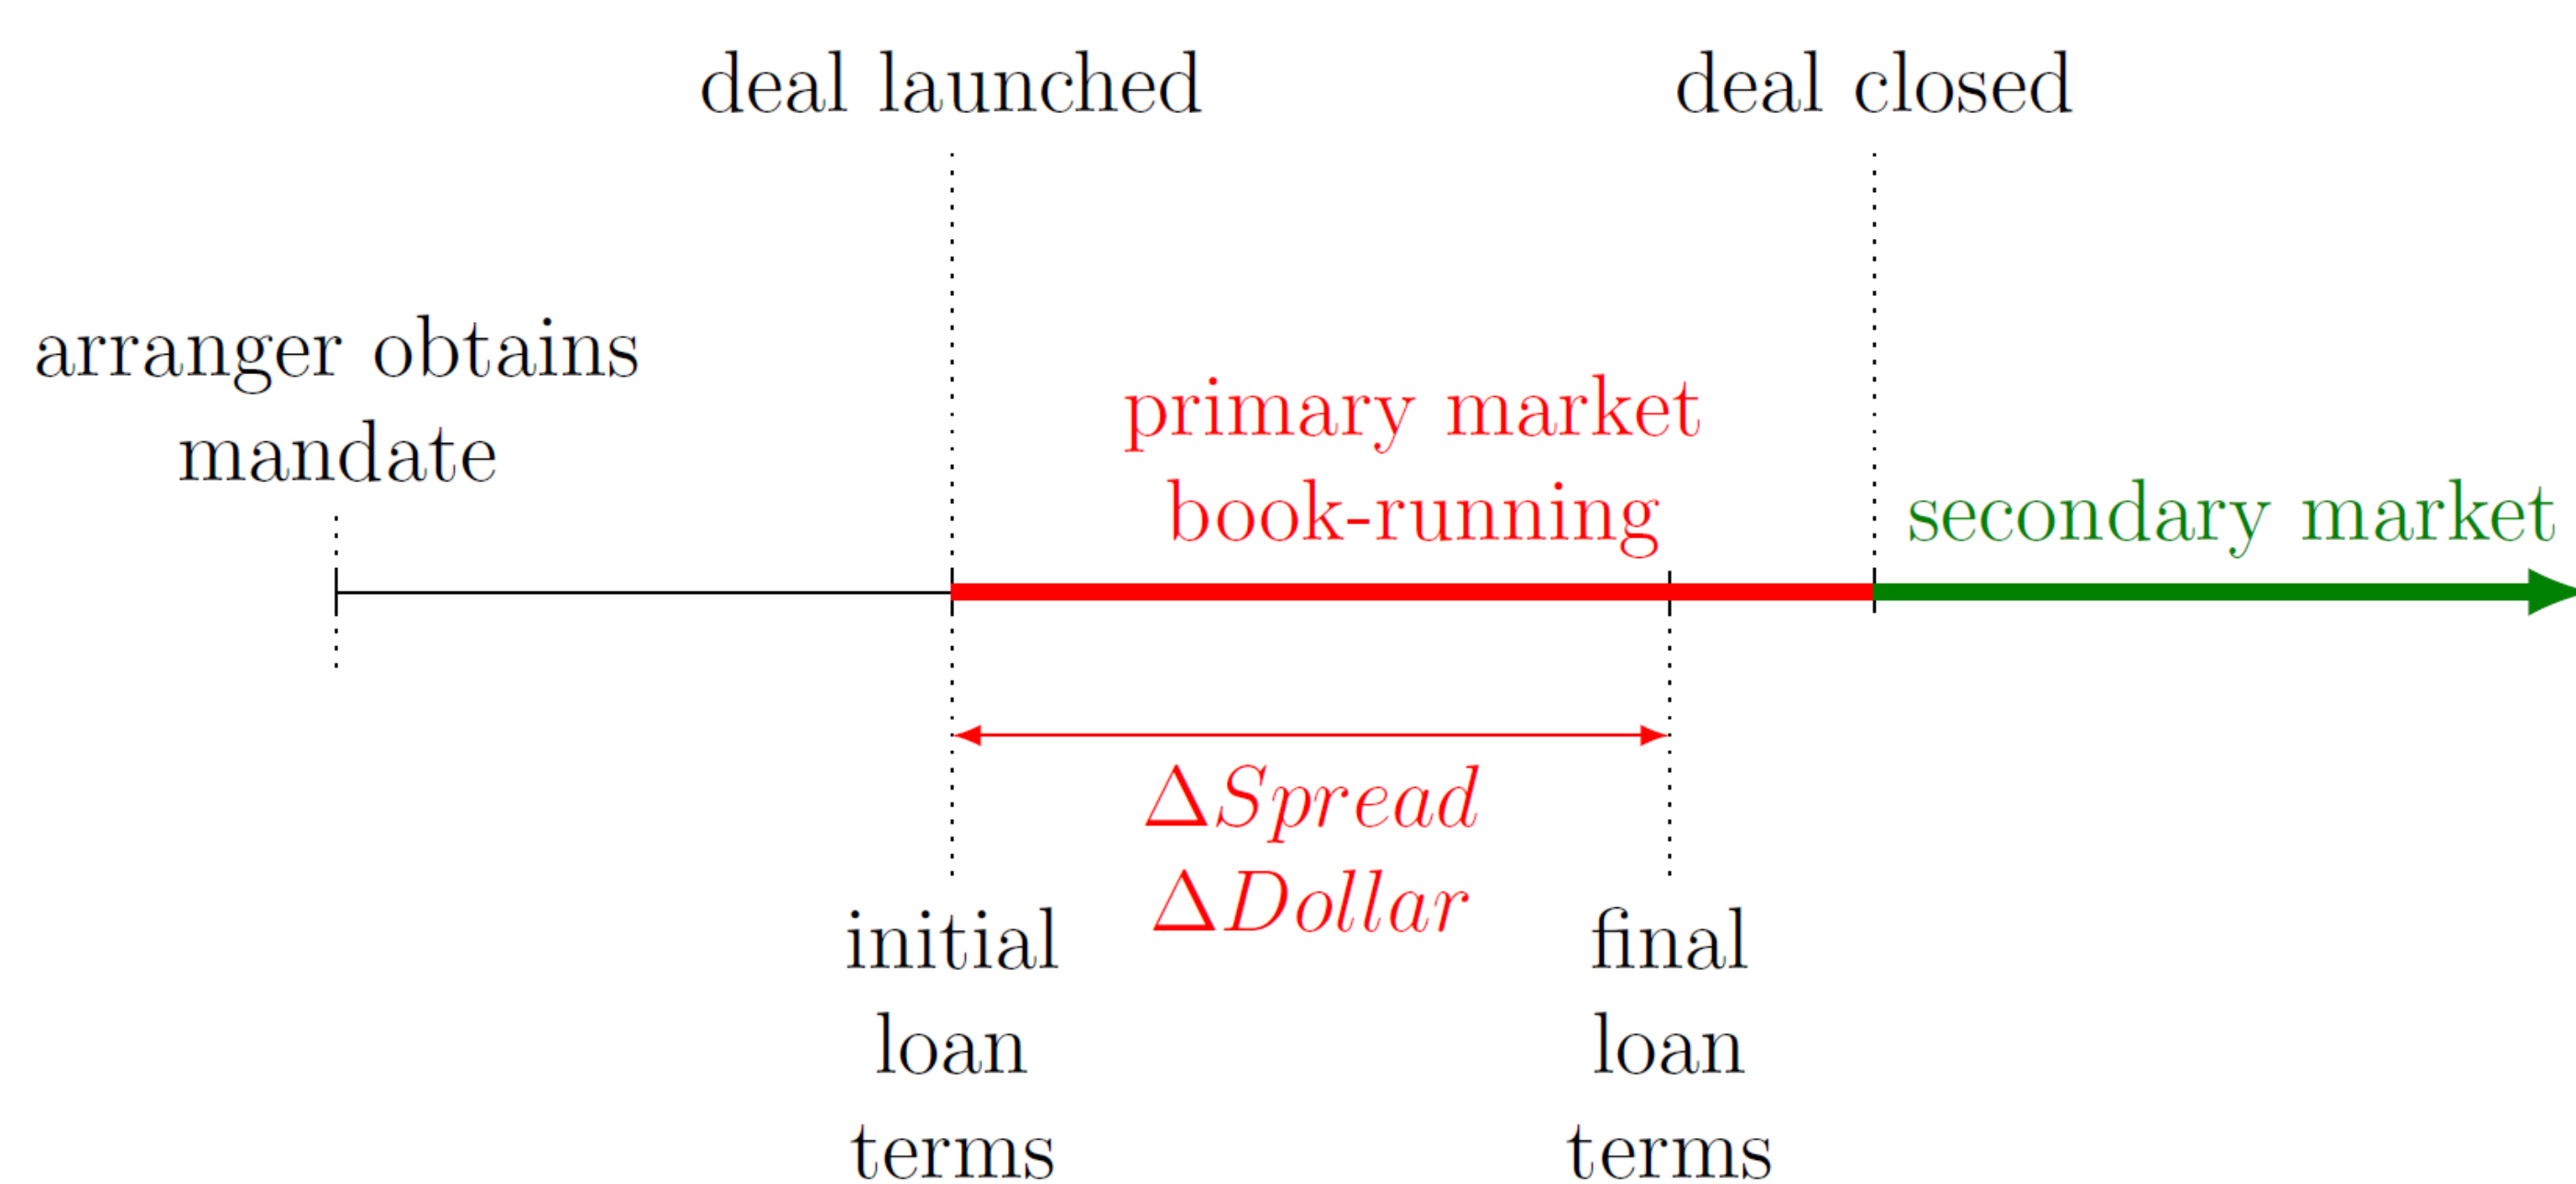 deal launched
deal closed
arranger obtains
mandate
primary market
book-running
secondary market
ΔSpread
ΔDollar
initial
loan
terms
final
loan
terms